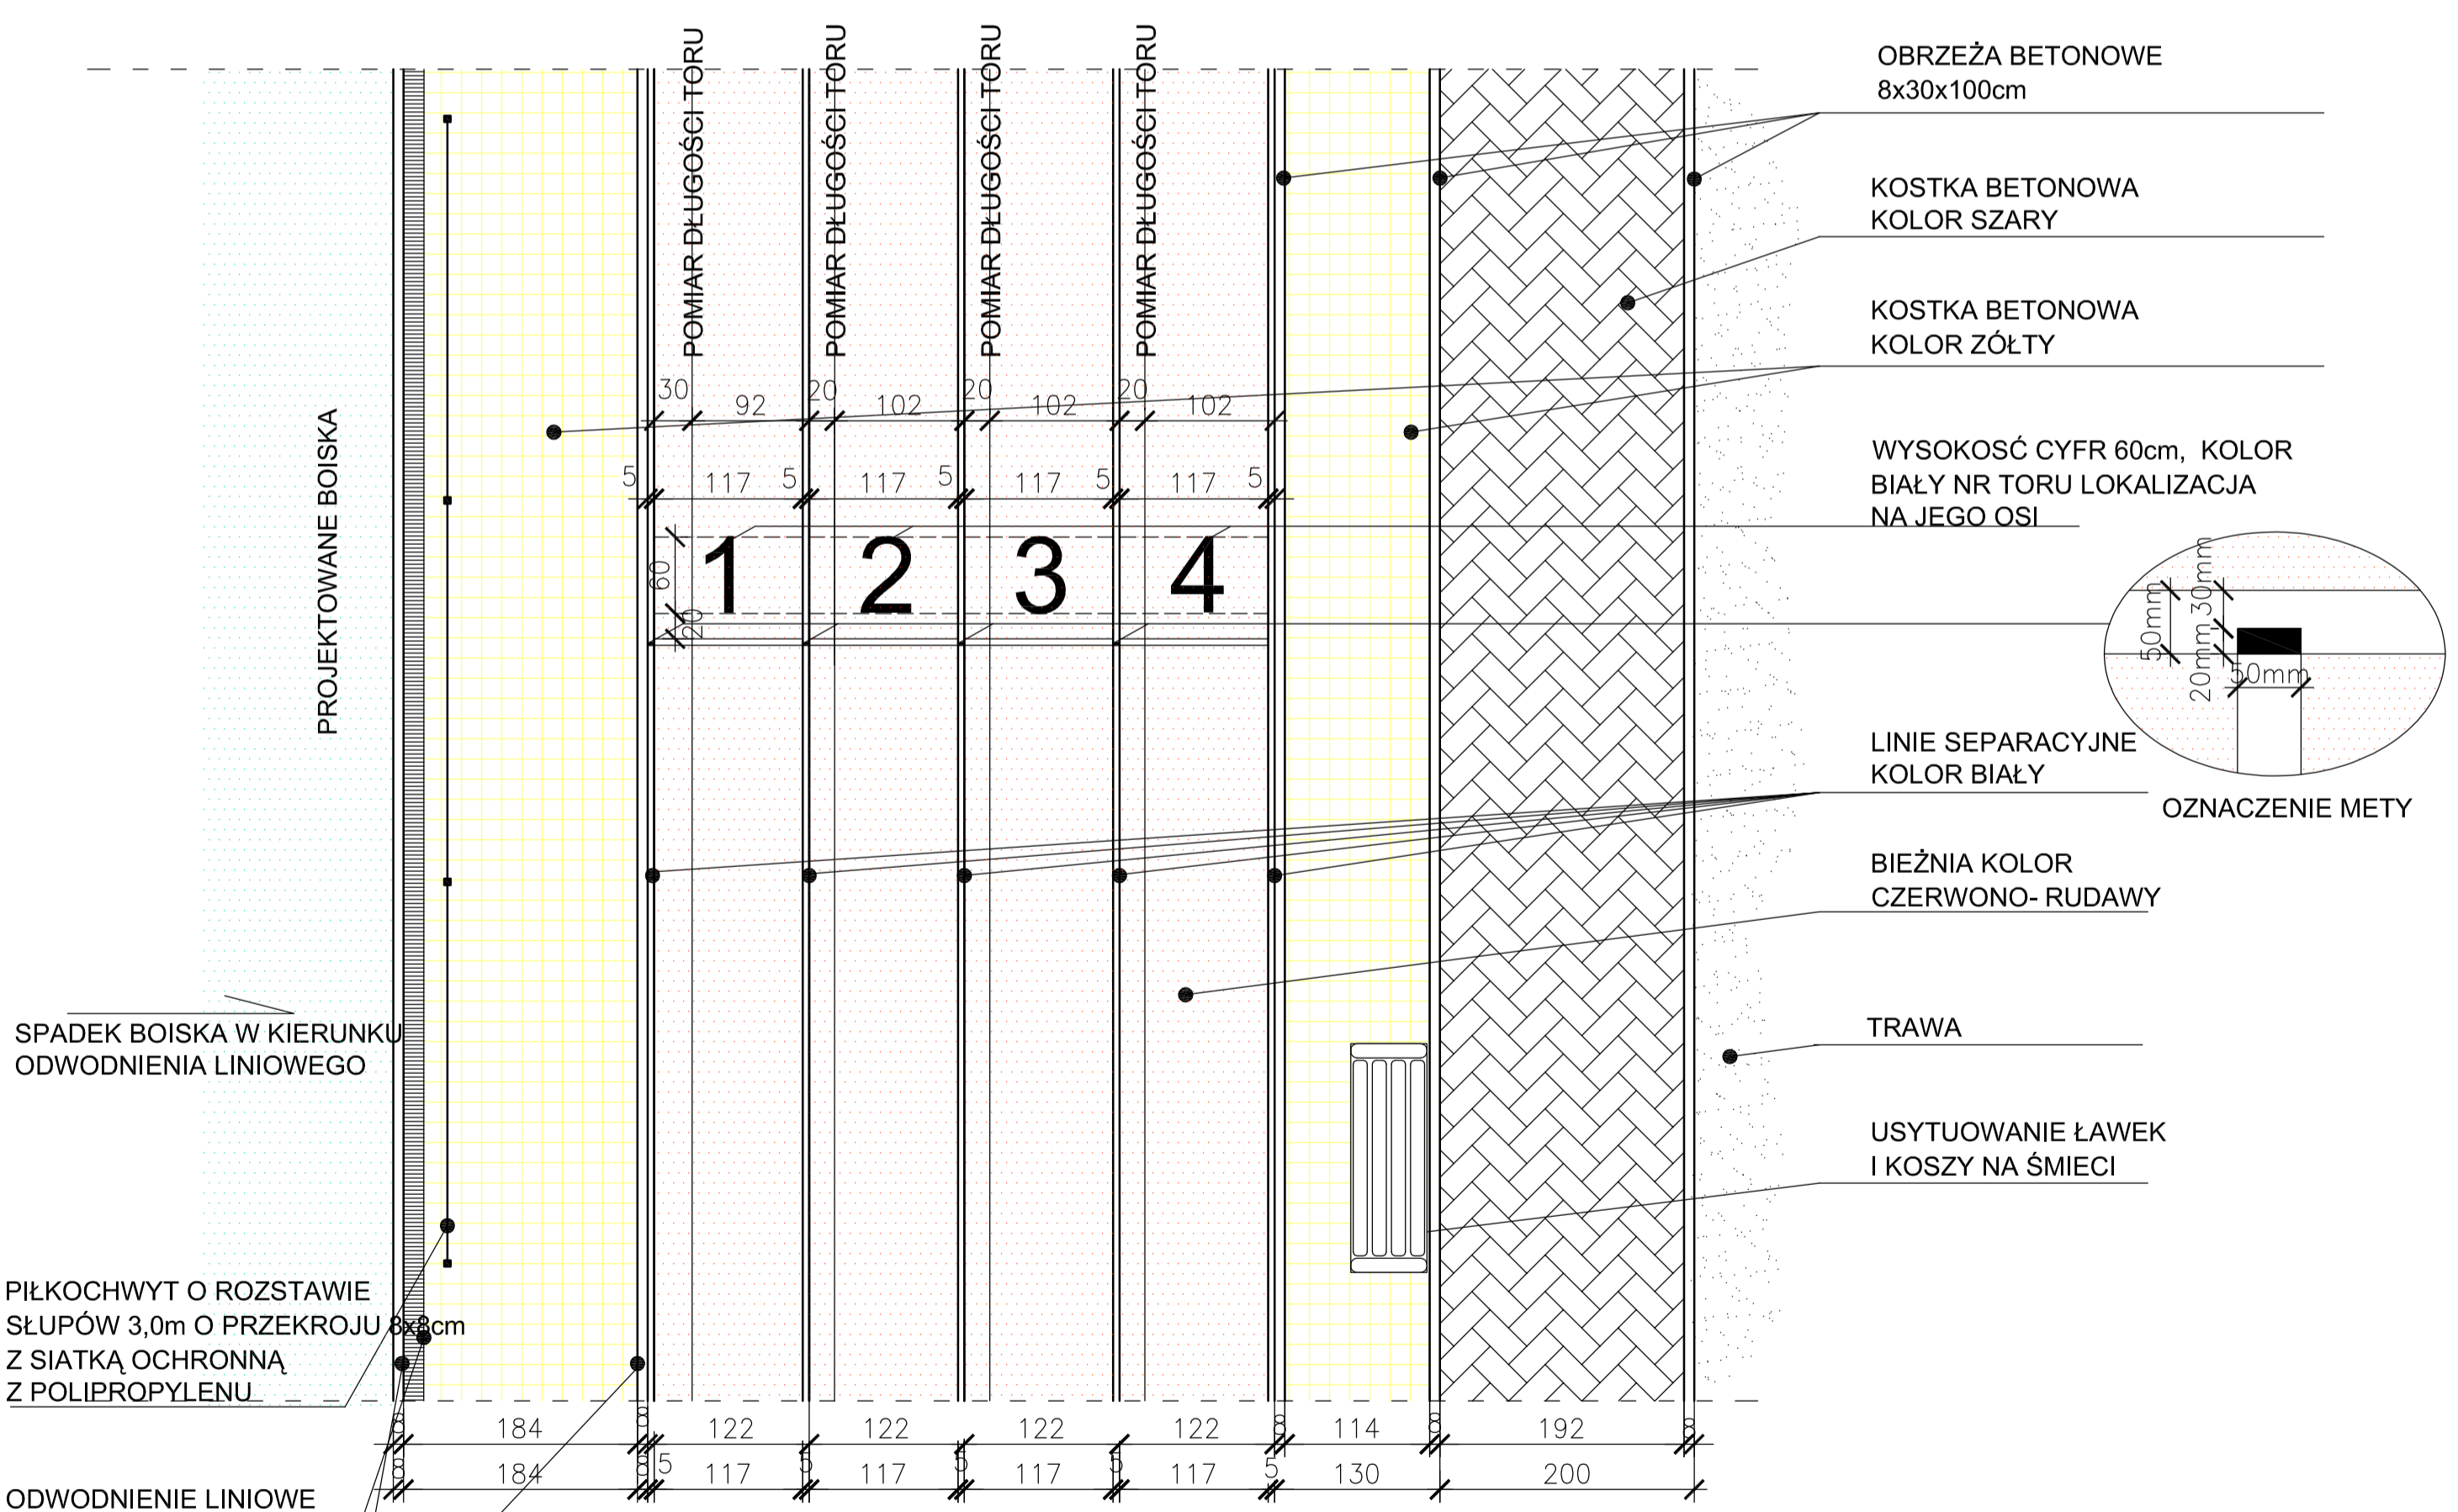 POMIAR DŁUGOŚCI TORU
POMIAR DŁUGOŚCI TORU
POMIAR DŁUGOŚCI TORU
POMIAR DŁUGOŚCI TORU
OBRZEŻA BETONOWE
8x30x100cm
KOSTKA BETONOWA
KOLOR SZARY
KOSTKA BETONOWA
KOLOR ZÓŁTY
30 92 20 102 20 102 20 102
PROJEKTOWANE BOISKA
WYSOKOSĆ CYFR 60cm, KOLOR
BIAŁY NR TORU LOKALIZACJA
NA JEGO OSI
5 117 5 117 5 117 5 117 5
1 2 3 4
60
20
50mm
20mm 30mm
50mm
OZNACZENIE METY
LINIE SEPARACYJNE
KOLOR BIAŁY
BIEŻNIA KOLOR
CZERWONO- RUDAWY
SPADEK BOISKA W KIERUNKU
ODWODNIENIA LINIOWEGO
TRAWA
USYTUOWANIE ŁAWEK
I KOSZY NA ŚMIECI
PIŁKOCHWYT O ROZSTAWIE
SŁUPÓW 3,0m O PRZEKROJU 8x8cm
Z SIATKĄ OCHRONNĄ
Z POLIPROPYLENU
8 184 8 122 122 122 122 8 114 8 192 8
8 184 8 5 117 5 117 5 117 5 117 5 130 200
ODWODNIENIE LINIOWE